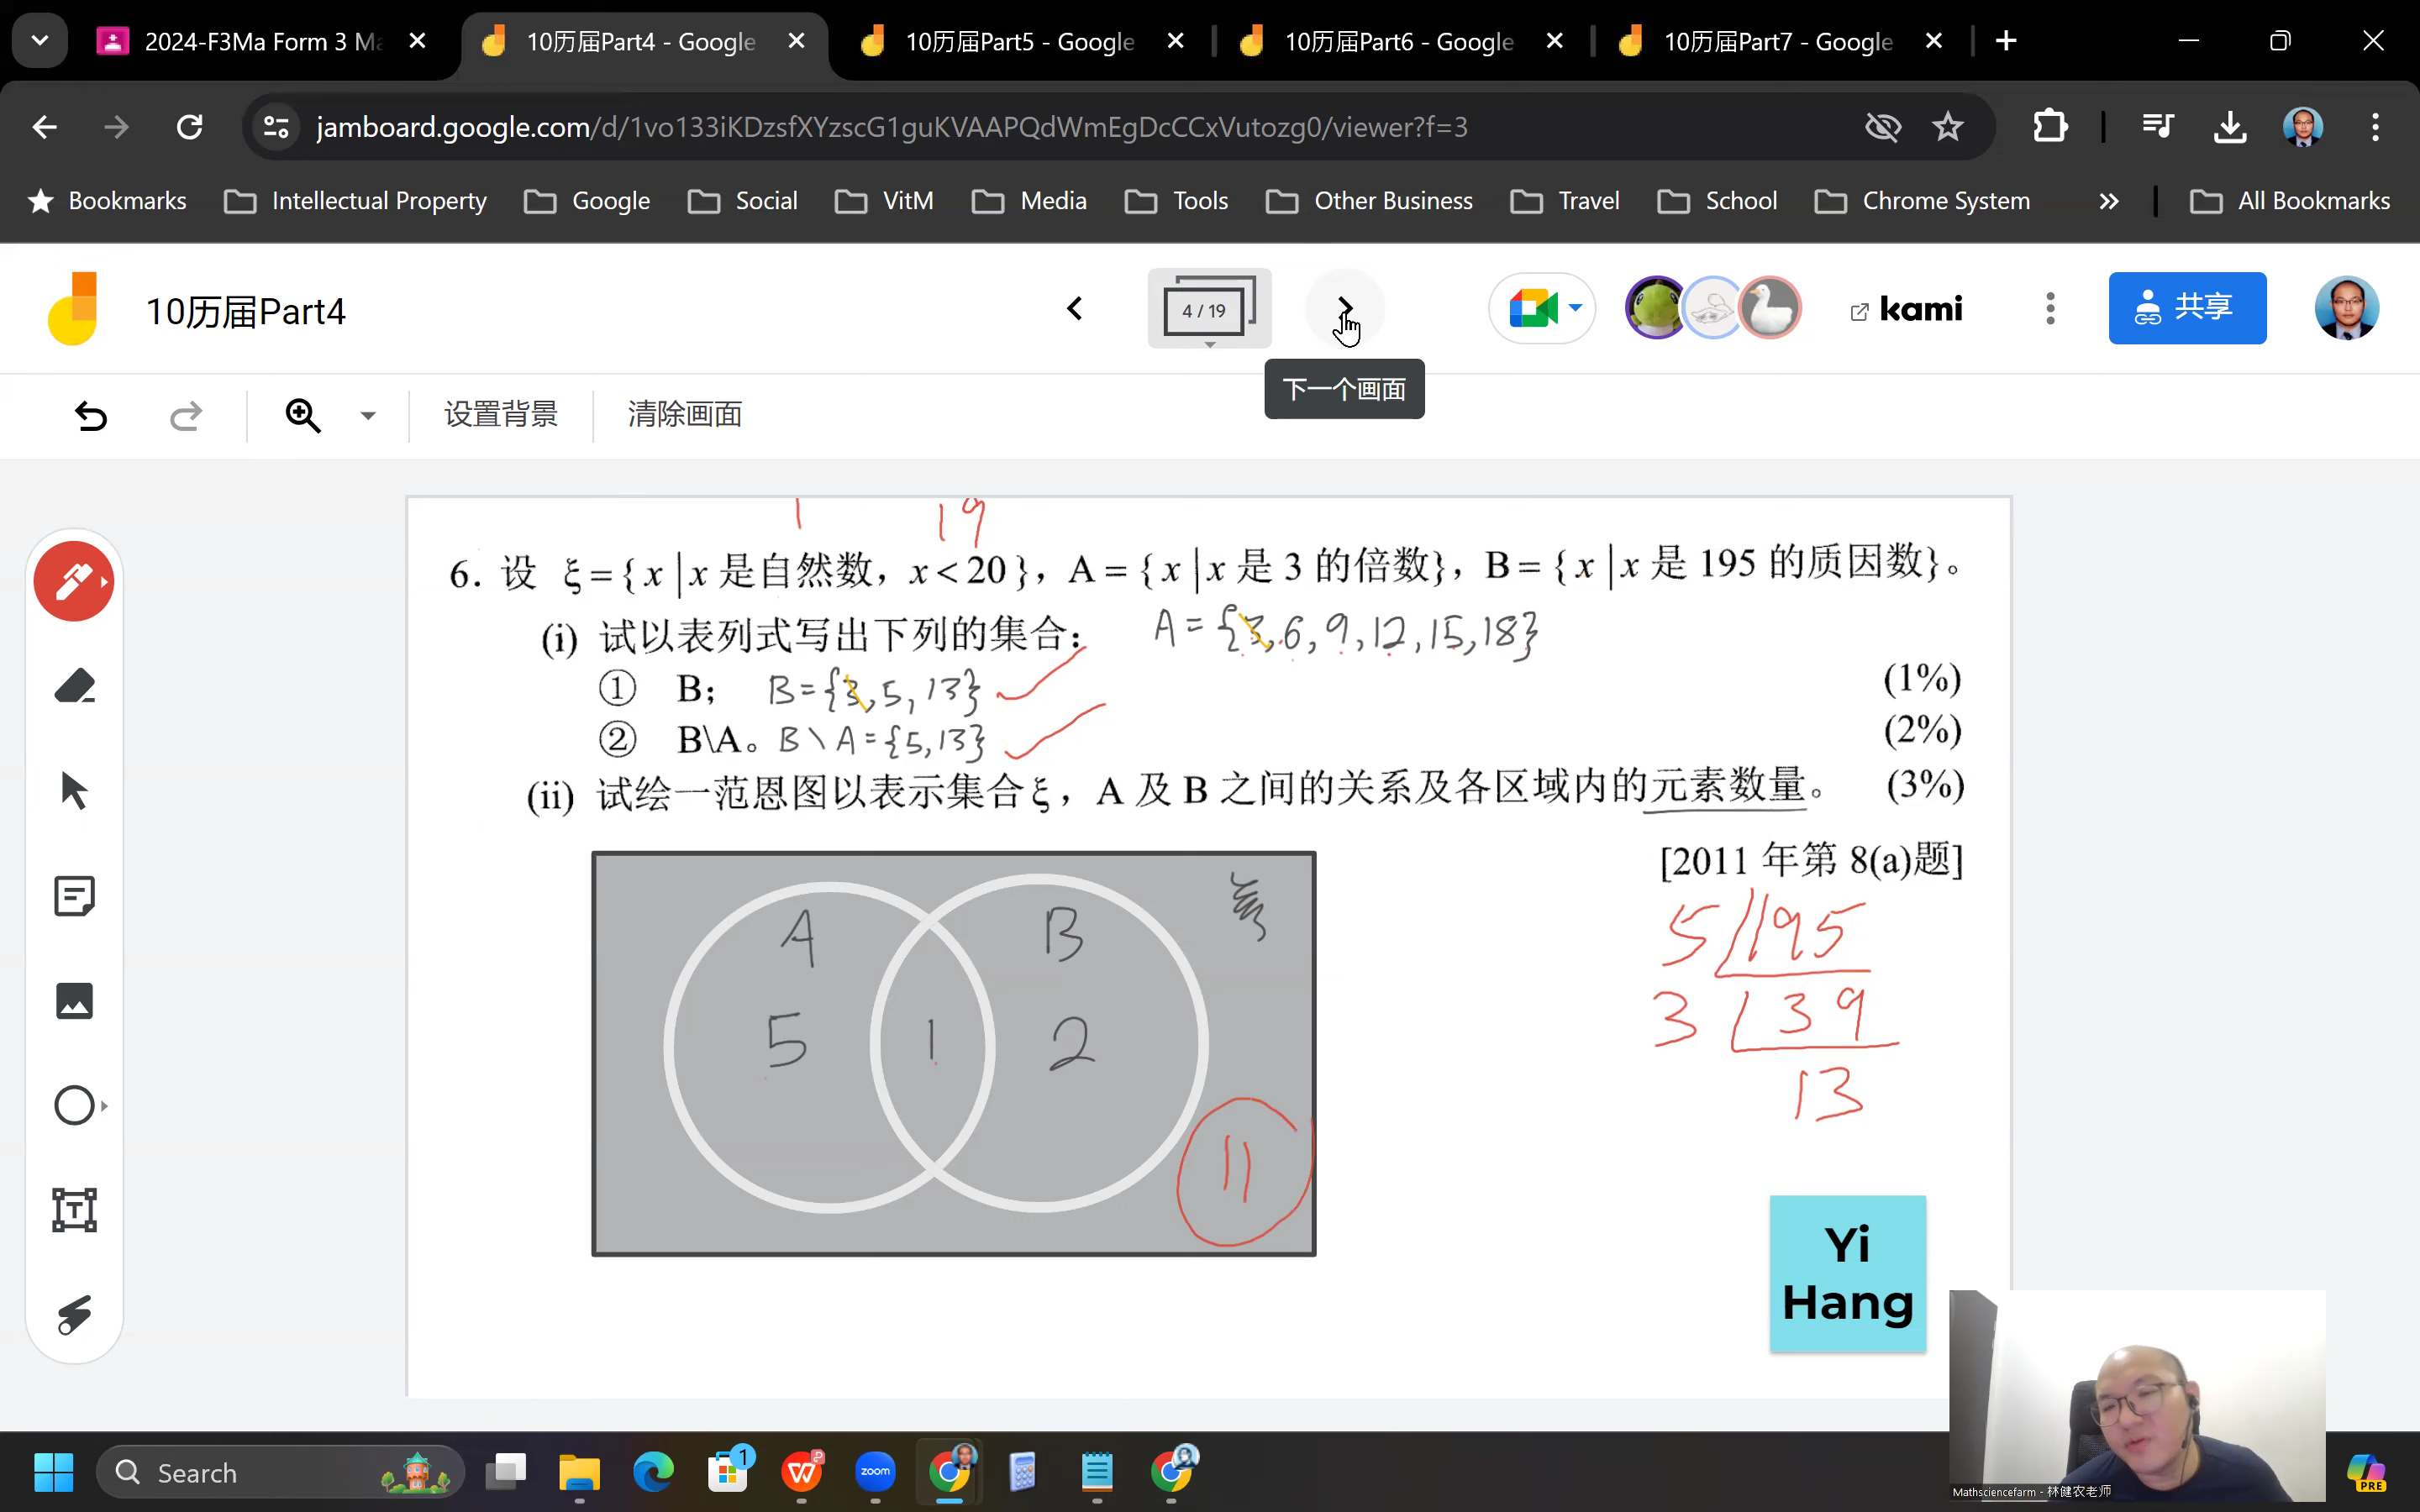 2024-F3Ma Form 3 Ma
10历届Part4 - Google
10历届Part5 - Google
10历届Part6 - Google
10历届Part7 - Google
jamboard.google.com/d/1vo133iKDzsfXYzscG1guKVAAPQdWmEgDcCCxVutozg0/viewer?f=3
Bookmarks Intellectual Property Google Social VitM Media Tools Other Business Travel School Chrome System » All Bookmarks
10历届Part4
4 / 19
kami
共享
下一个画面
设置背景 清除画面
1 19
6. 设 ξ={ x | x 是自然数，x < 20 }，A = { x | x 是 3 的倍数}，B = { x | x 是 195 的质因数}。
(i) 试以表列式写出下列的集合： A = {3, 6, 9, 12, 15, 18}
① B； B = {3, 5, 13} (1%)
② B\A。 B \ A = {5, 13} (2%)
(ii) 试绘一范恩图以表示集合 ξ，A 及 B 之间的关系及各区域内的元素数量。 (3%)
[2011 年第 8(a)题]
A B ξ
5 1 2
11
5 195
3 39
13
Yi
Hang
Mathsciencefarm - 林健农老师
Search
1
zoom
PRE